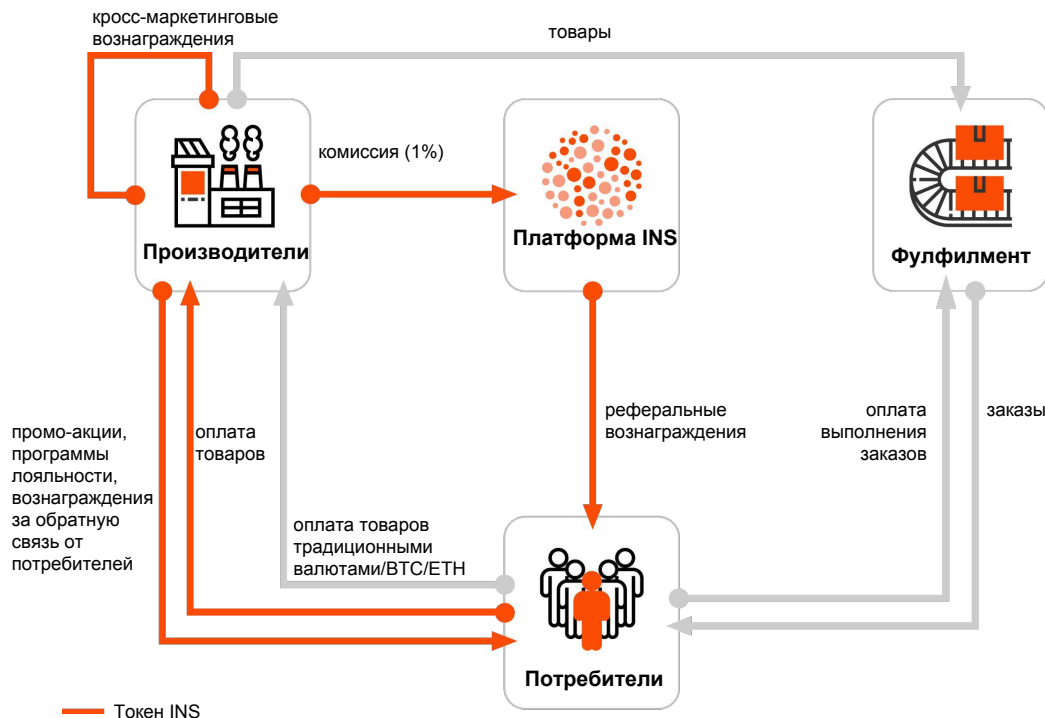 кросс-маркетинговые
вознаграждения
товары
комиссия (1%)
Производители
Платформа INS
Фулфилмент
промо-акции,
программы
лояльности,
вознаграждения
за обратную
связь от
потребителей
оплата
товаров
оплата товаров
традиционными
валютами/BTC/ETH
реферальные
вознаграждения
оплата
выполнения
заказов
заказы
Потребители
Токен INS